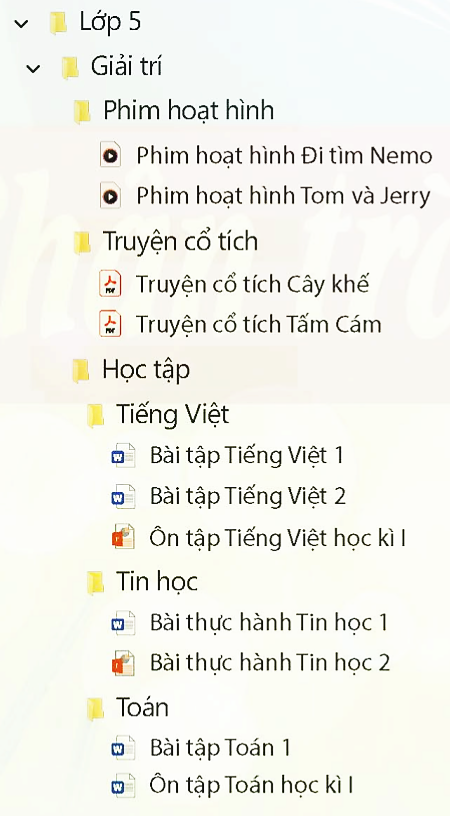 Lớp 5
Giải trí
Phim hoạt hình
Phim hoạt hình Đi tìm Nemo
Phim hoạt hình Tom và Jerry
Truyện cổ tích
Truyện cổ tích Cây khế
Truyện cổ tích Tấm Cám
Học tập
Tiếng Việt
Bài tập Tiếng Việt 1
Bài tập Tiếng Việt 2
Ôn tập Tiếng Việt học kì I
Tin học
Bài thực hành Tin học 1
Bài thực hành Tin học 2
Toán
Bài tập Toán 1
Ôn tập Toán học kì I